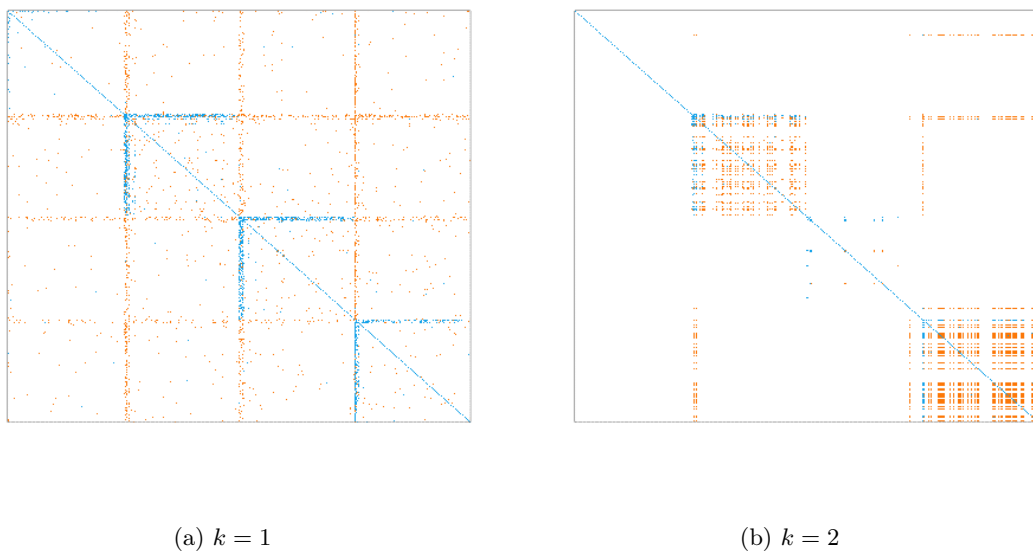 (a) k = 1
(b) k = 2